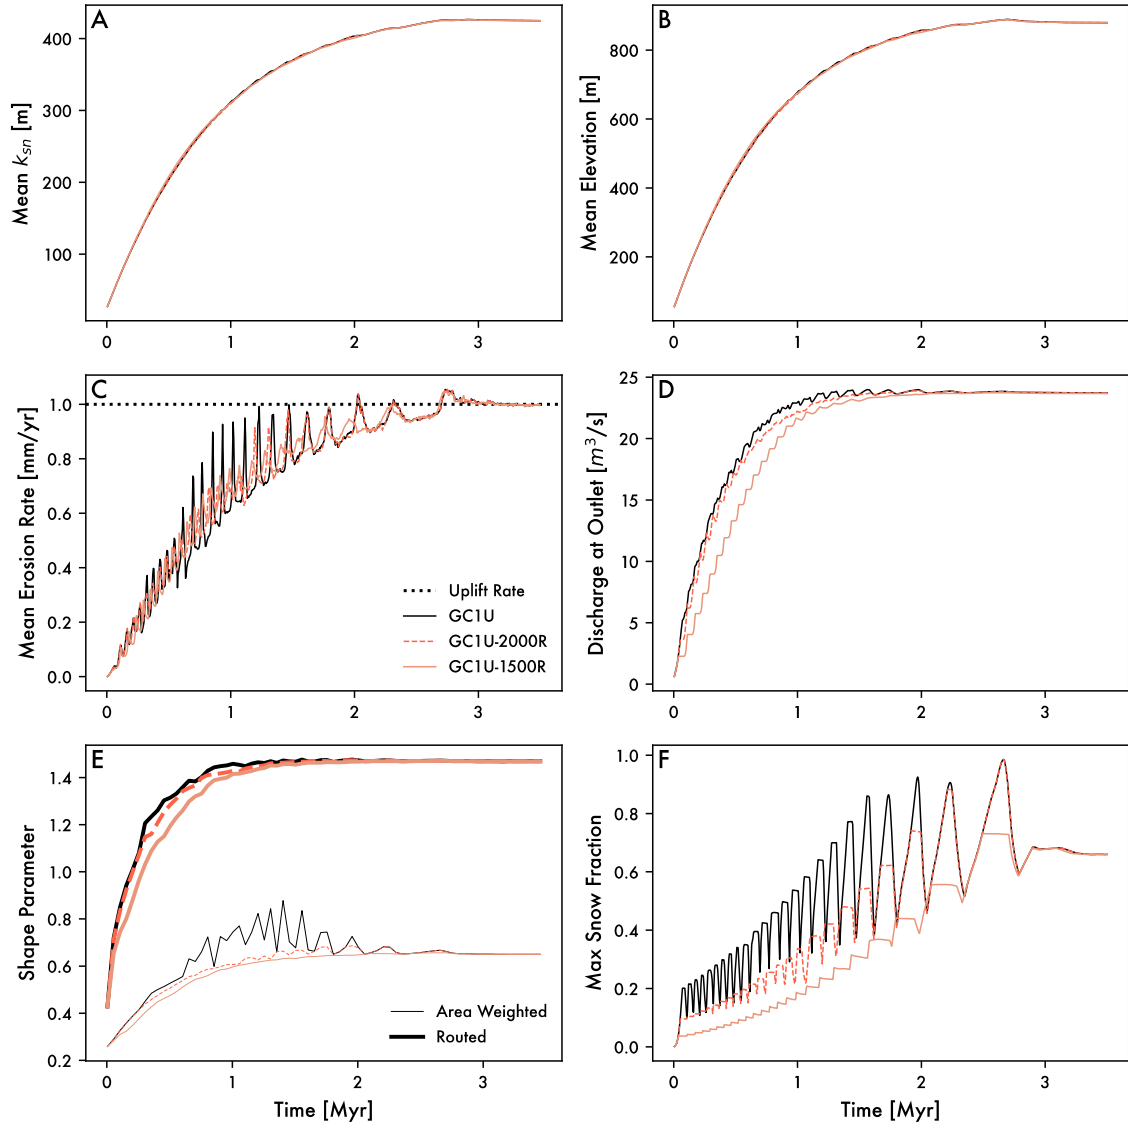 A
Mean ksn [m]
400
300
200
100
0 1 2 3
B
Mean Elevation [m]
800
600
400
200
0 1 2 3
C
Mean Erosion Rate [mm/yr]
1.0
0.8
0.6
0.4
0.2
0.0
Uplift Rate
GC1U
GC1U-2000R
GC1U-1500R
0 1 2 3
D
Discharge at Outlet [m³/s]
25
20
15
10
5
0
0 1 2 3
E
Shape Parameter
1.4
1.2
1.0
0.8
0.6
0.4
0.2
Area Weighted
Routed
0 1 2 3
Time [Myr]
F
Max Snow Fraction
1.0
0.8
0.6
0.4
0.2
0.0
0 1 2 3
Time [Myr]